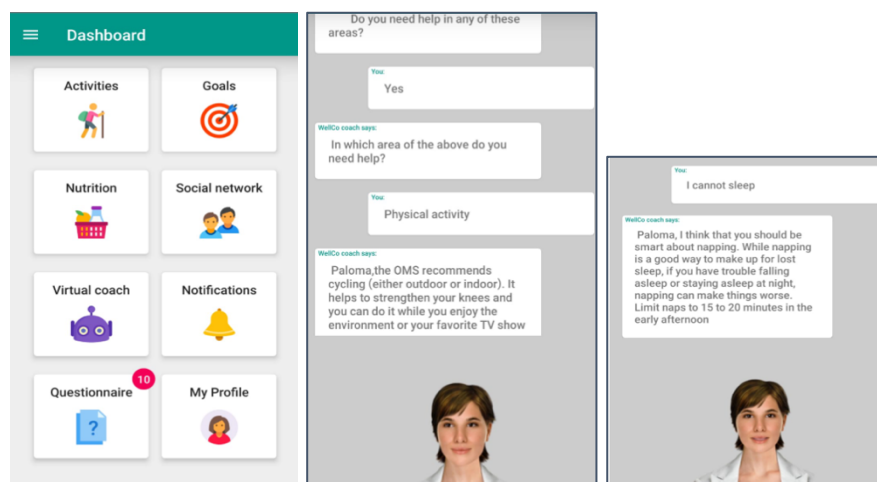 Dashboard
Activities
Goals
Nutrition
Social network
Virtual coach
Notifications
Questionnaire
10
My Profile
?
Do you need help in any of these
areas?
You:
Yes
WellCo coach says:
In which area of the above do you
need help?
You:
Physical activity
WellCo coach says:
Paloma,the OMS recommends
cycling (either outdoor or indoor). It
helps to strengthen your knees and
you can do it while you enjoy the
environment or your favorite TV show
You:
I cannot sleep
WellCo coach says:
Paloma, I think that you should be
smart about napping. While napping
is a good way to make up for lost
sleep, if you have trouble falling
asleep or staying asleep at night,
napping can make things worse.
Limit naps to 15 to 20 minutes in the
early afternoon